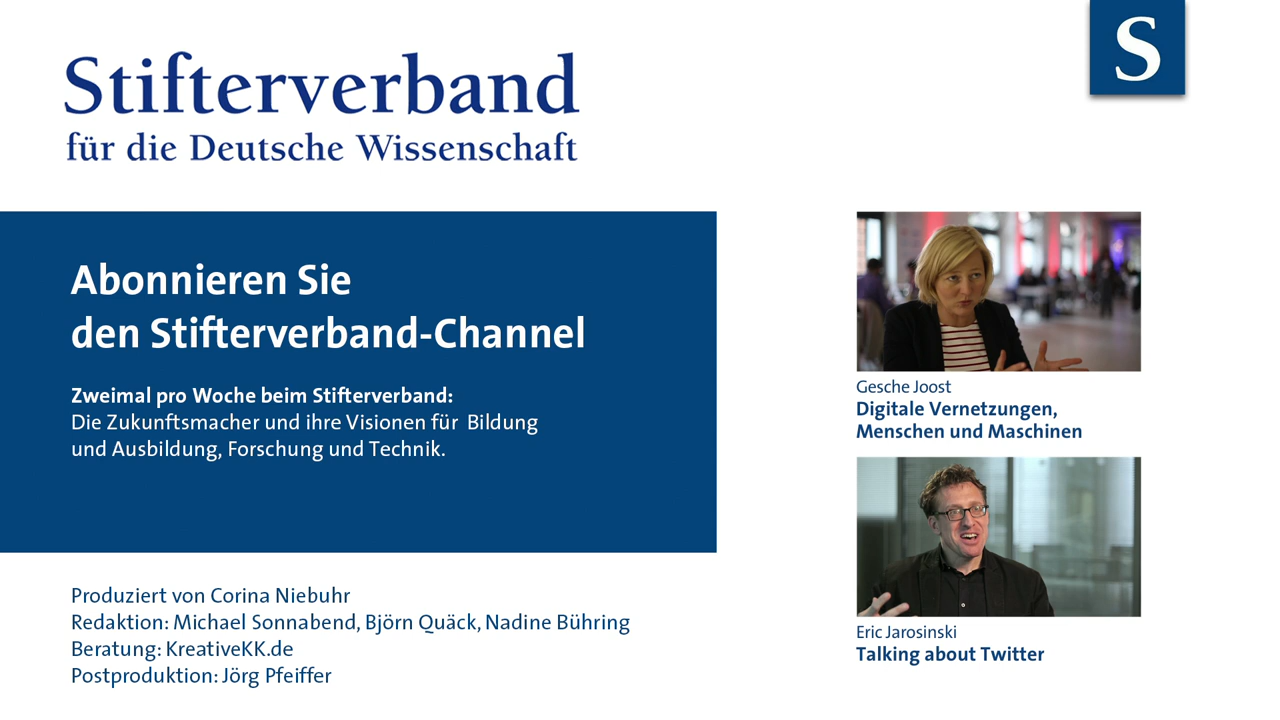 Stifterverband
für die Deutsche Wissenschaft
S
Abonnieren Sie
den Stifterverband-Channel
Zweimal pro Woche beim Stifterverband:
Die Zukunftsmacher und ihre Visionen für Bildung
und Ausbildung, Forschung und Technik.
Produziert von Corina Niebuhr
Redaktion: Michael Sonnabend, Björn Quäck, Nadine Bühring
Beratung: KreativeKK.de
Postproduktion: Jörg Pfeiffer
Gesche Joost
Digitale Vernetzungen,
Menschen und Maschinen
Eric Jarosinski
Talking about Twitter